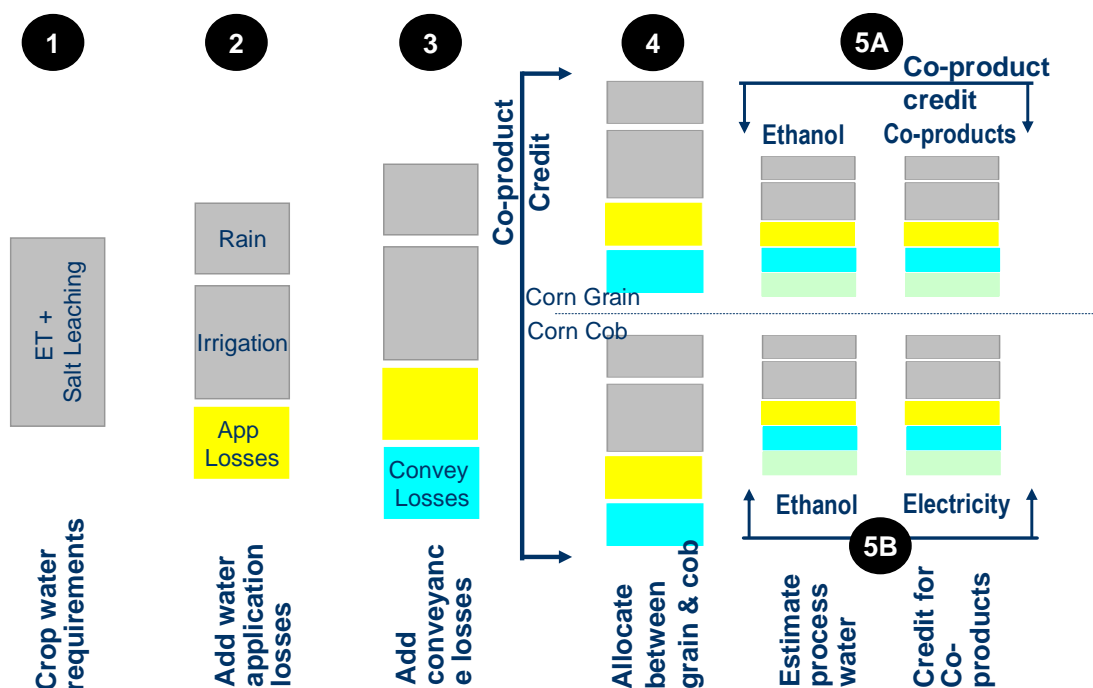 1
2
3
4
5A
Co-product
credit
Co-product
Credit
Ethanol
Co-products
ET +
Salt Leaching
Rain
Irrigation
App
Losses
Convey
Losses
Corn Grain
Corn Cob
Ethanol
Electricity
5B
Crop water
requirements
Add water
application
losses
Add
conveyanc
e losses
Allocate
between
grain & cob
Estimate
process
water
Credit for
Co-
products